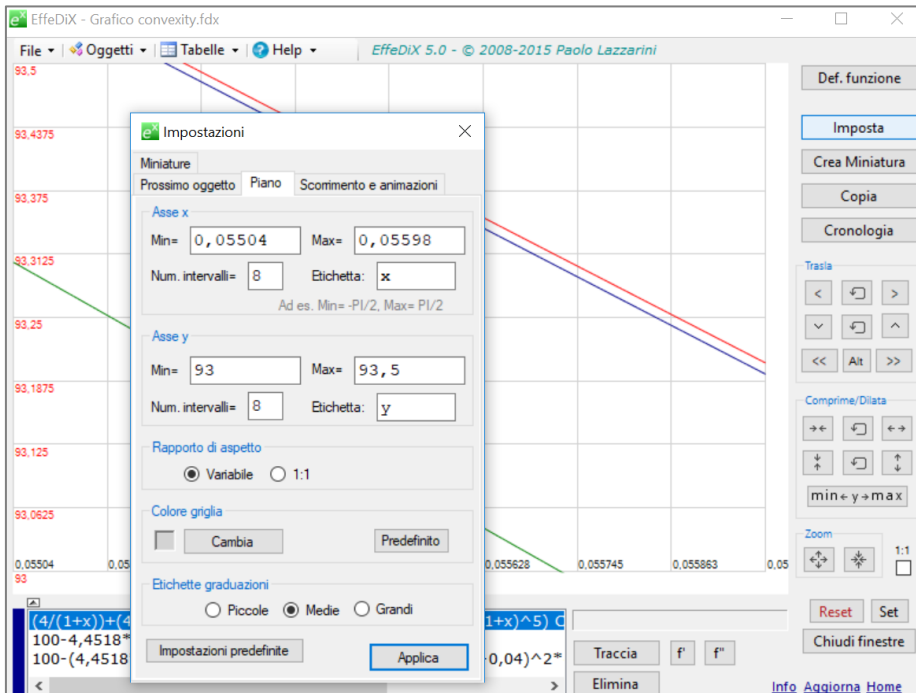 EffeDiX - Grafico convexity.fdx
File Oggetti Tabelle Help EffeDiX 5.0 - © 2008-2015 Paolo Lazzarini
93,5
93,4375
93,375
93,3125
93,25
93,1875
93,125
93,0625
0,05504
0,05
0,055628
0,055745
0,055863
0,05
93
Impostazioni
Miniature
Prossimo oggetto Piano Scorrimento e animazioni
Asse x
Min= 0,05504 Max= 0,05598
Num. intervalli= 8 Etichetta: x
Ad es. Min= -PI/2, Max= PI/2
Asse y
Min= 93 Max= 93,5
Num. intervalli= 8 Etichetta: y
Rapporto di aspetto
Variabile 1:1
Colore griglia
Cambia Predefinito
Etichette graduazioni
Piccole Medie Grandi
Impostazioni predefinite Applica
(4/(1+x))+(4 1+x)^5) C
100-4,4518*
100-(4,4518 0,04)^2*
Def. funzione
Imposta
Crea Miniatura
Copia
Cronologia
Trasla
< >
<< Alt >>
Comprime/Dilata
min←y→max
Zoom
1:1
Reset Set
Chiudi finestre
Traccia f' f"
Elimina
Info Aggiorna Home